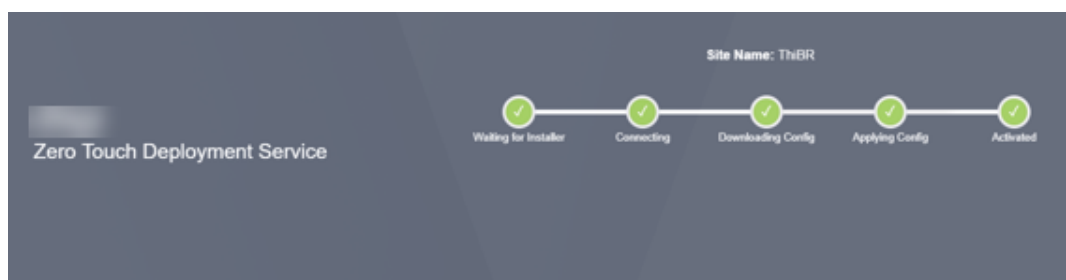 Site Name: ThiBR
Waiting for Installer Connecting Downloading Config Applying Config Activated
Zero Touch Deployment Service